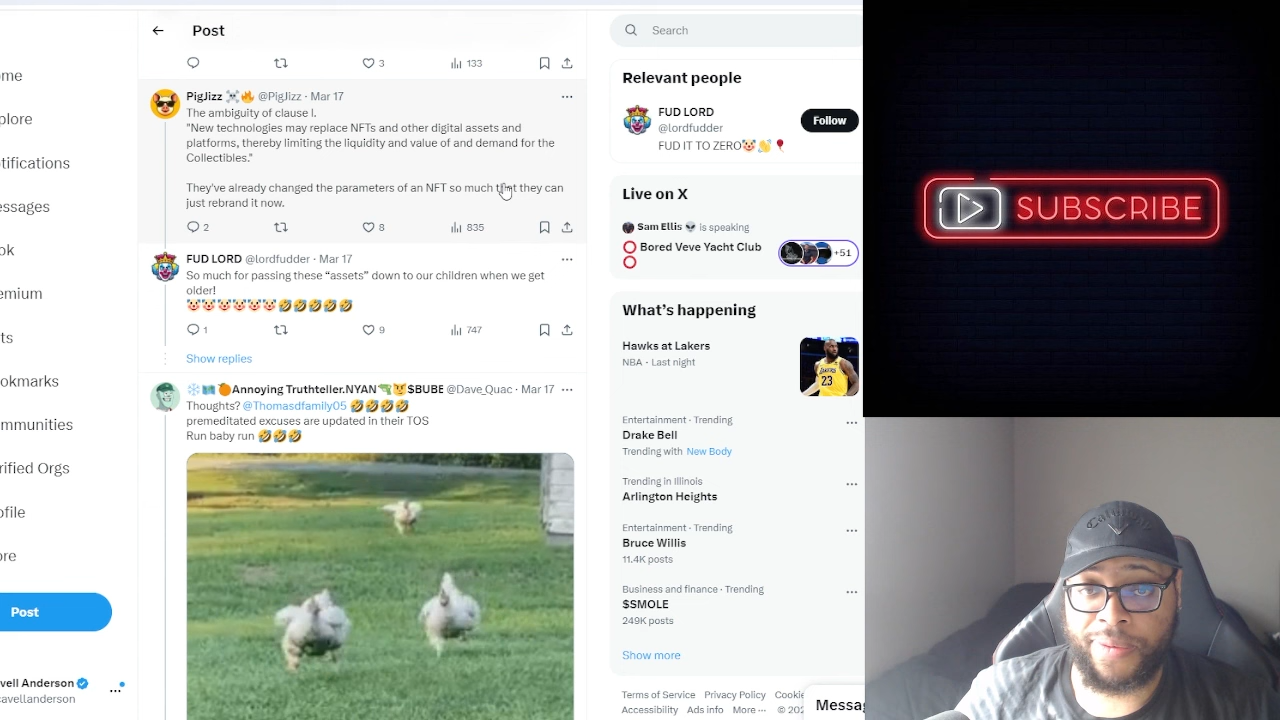 Post
Search
3
133
PigJizz ☠️🔥 @PigJizz · Mar 17
The ambiguity of clause I.
"New technologies may replace NFTs and other digital assets and
platforms, thereby limiting the liquidity and value of and demand for the
Collectibles."
They've already changed the parameters of an NFT so much that they can
just rebrand it now.
2
8
835
FUD LORD @lordfudder · Mar 17
So much for passing these “assets” down to our children when we get
older!
🤡🤡🤡🤡🤡🤡🤣🤣🤣🤣🤣
1
9
747
Show replies
❄️🗺️🍊Annoying Truthteller.NYAN🔫😼$BUBE @Dave_Quac · Mar 17
Thoughts? @Thomasdfamily05 🤣🤣🤣🤣
premeditated excuses are updated in their TOS
Run baby run 🤣🤣🤣
ome
plore
otifications
essages
ok
emium
ts
okmarks
ommunities
rified Orgs
ofile
ore
Post
vell Anderson
cavellanderson
Relevant people
FUD LORD
@lordfudder
FUD IT TO ZERO🤡👋🎈
Follow
Live on X
Sam Ellis 👽 is speaking
⭕ Bored Veve Yacht Club
⭕
+51
What’s happening
Hawks at Lakers
NBA · Last night
Entertainment · Trending
Drake Bell
Trending with New Body
Trending in Illinois
Arlington Heights
Entertainment · Trending
Bruce Willis
11.4K posts
Business and finance · Trending
$SMOLE
249K posts
Show more
Terms of Service Privacy Policy Cookie
Accessibility Ads info More ··· © 202
Messa
SUBSCRIBE